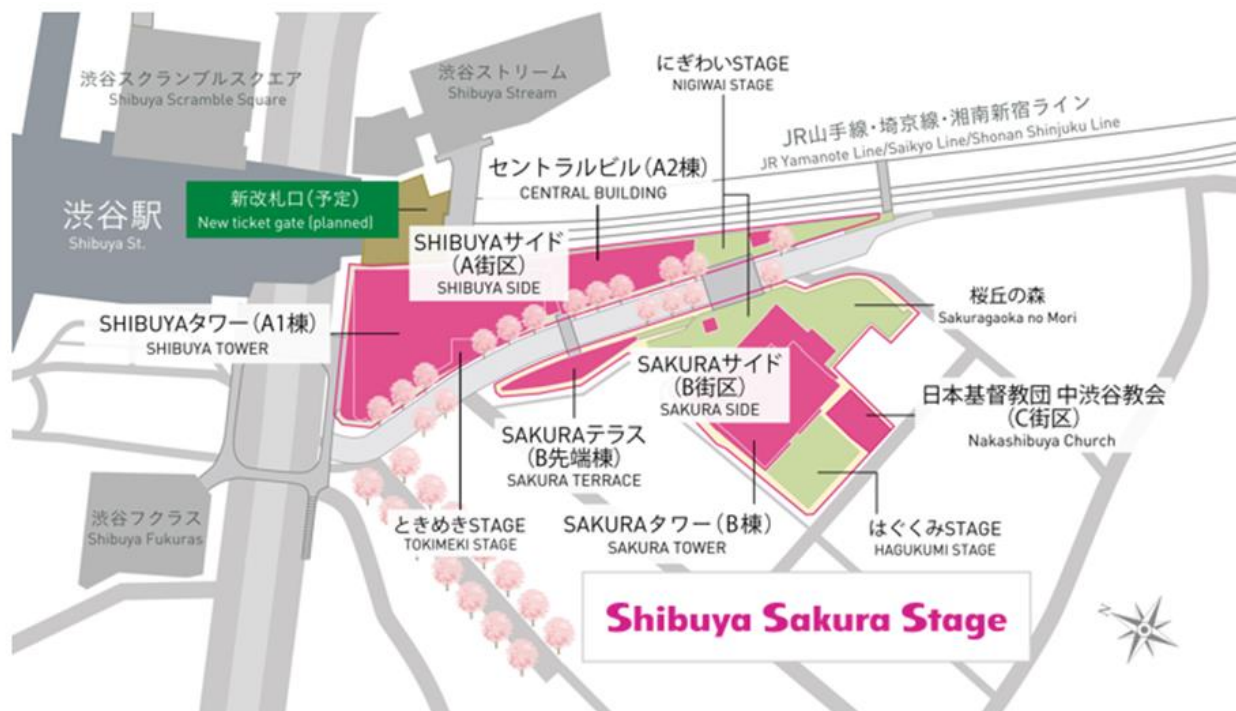 渋谷スクランブルスクエア
Shibuya Scramble Square
渋谷ストリーム
Shibuya Stream
にぎわいSTAGE
NIGIWAI STAGE
JR山手線・埼京線・湘南新宿ライン
JR Yamanote Line/Saikyo Line/Shonan Shinjuku Line
セントラルビル(A2棟)
CENTRAL BUILDING
新改札口(予定)
New ticket gate (planned)
渋谷駅
Shibuya St.
SHIBUYAサイド
(A街区)
SHIBUYA SIDE
桜丘の森
Sakuragaoka no Mori
SHIBUYAタワー(A1棟)
SHIBUYA TOWER
SAKURAサイド
(B街区)
SAKURA SIDE
日本基督教団 中渋谷教会
(C街区)
Nakashibuya Church
SAKURAテラス
(B先端棟)
SAKURA TERRACE
渋谷フクラス
Shibuya Fukuras
ときめきSTAGE
TOKIMEKI STAGE
SAKURAタワー(B棟)
SAKURA TOWER
はぐくみSTAGE
HAGUKUMI STAGE
Shibuya Sakura Stage
N